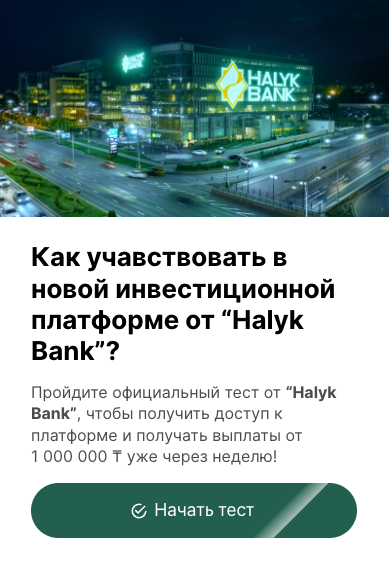 HALYK
BANK
Как учавствовать в
новой инвестиционной
платформе от “Halyk
Bank”?
Пройдите официальный тест от “Halyk
Bank”, чтобы получить доступ к
платформе и получать выплаты от
1 000 000 ₸ уже через неделю!
Начать тест